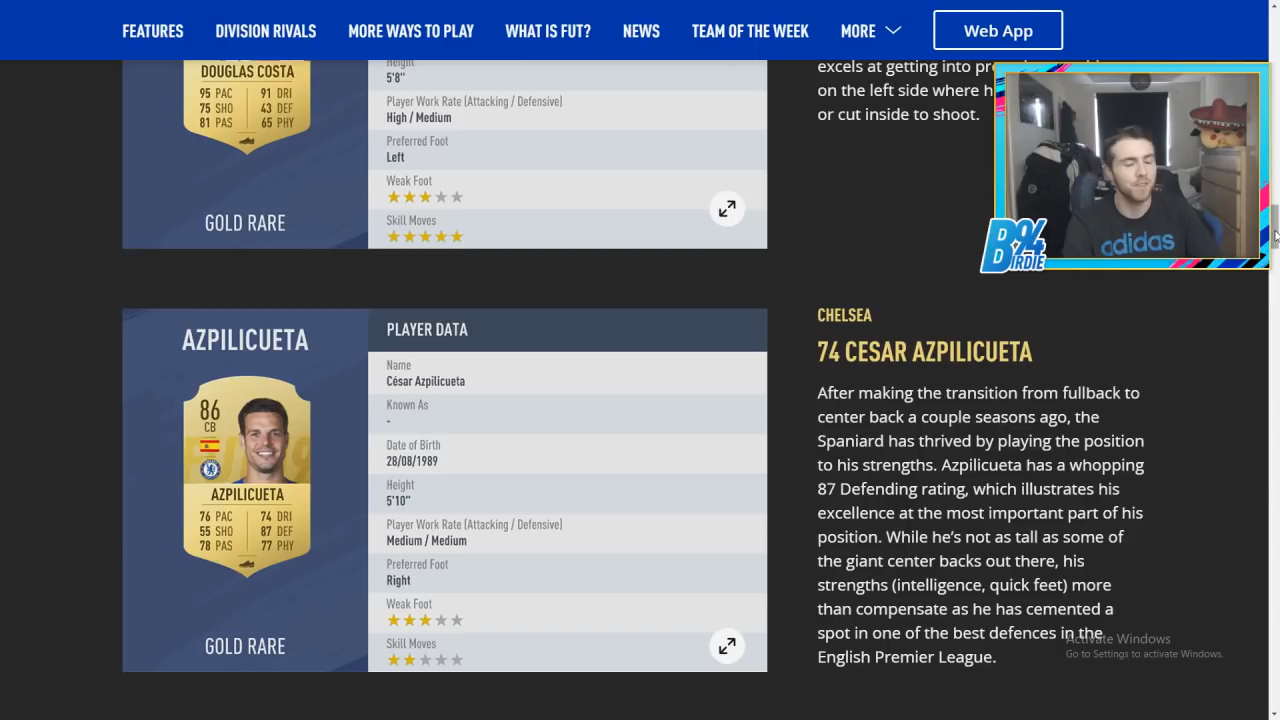 FEATURES DIVISION RIVALS MORE WAYS TO PLAY WHAT IS FUT? NEWS TEAM OF THE WEEK MORE Web App
DOUGLAS COSTA
95 PAC 91 DRI
75 SHO 43 DEF
81 PAS 65 PHY
GOLD RARE
Height
5'8"
Player Work Rate (Attacking / Defensive)
High / Medium
Preferred Foot
Left
Weak Foot
Skill Moves
excels at getting into
on the left side where
or cut inside to shoot.
adidas
B94
BIRDIE
AZPILICUETA
86
CB
AZPILICUETA
76 PAC 74 DRI
55 SHO 87 DEF
78 PAS 77 PHY
GOLD RARE
PLAYER DATA
Name
César Azpilicueta
Known As
-
Date of Birth
28/08/1989
Height
5'10"
Player Work Rate (Attacking / Defensive)
Medium / Medium
Preferred Foot
Right
Weak Foot
Skill Moves
CHELSEA
74 CESAR AZPILICUETA
After making the transition from fullback to
center back a couple seasons ago, the
Spaniard has thrived by playing the position
to his strengths. Azpilicueta has a whopping
87 Defending rating, which illustrates his
excellence at the most important part of his
position. While he's not as tall as some of
the giant center backs out there, his
strengths (intelligence, quick feet) more
than compensate as he has cemented a
spot in one of the best defences in the
English Premier League.
Activate Windows
Go to Settings to activate Windows.